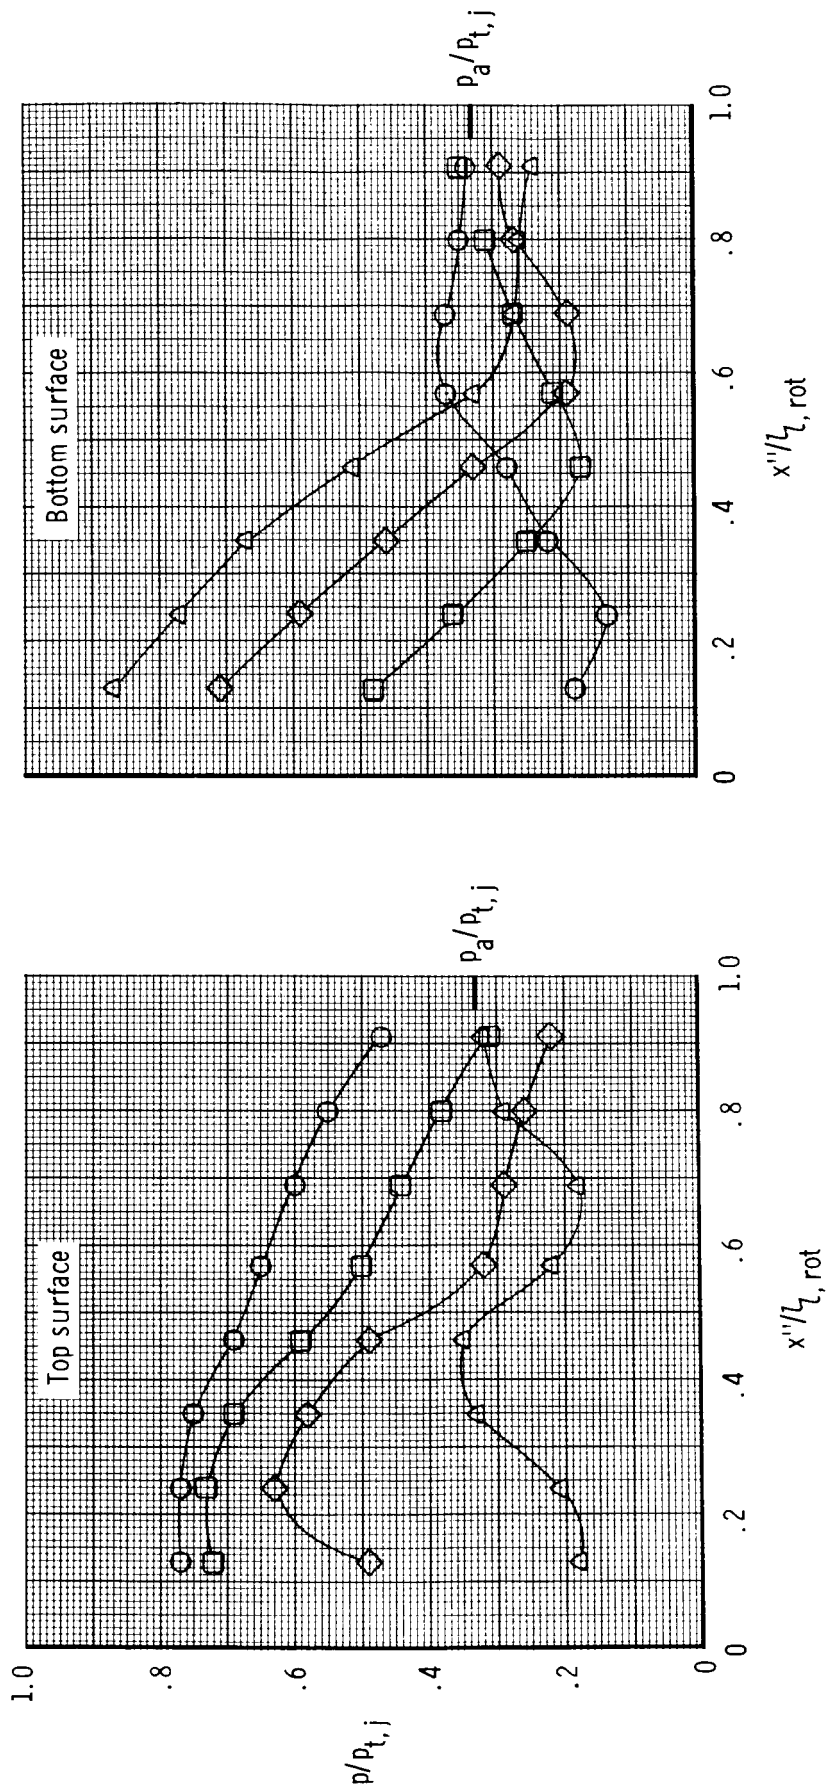 Top surface
Bottom surface
p/p_t,j
1.0
.8
.6
.4
.2
0
0
.2
.4
.6
.8
1.0
x''/l_l, rot
p_a/p_t,j
0
.2
.4
.6
.8
1.0
x''/l_l, rot
p_a/p_t,j